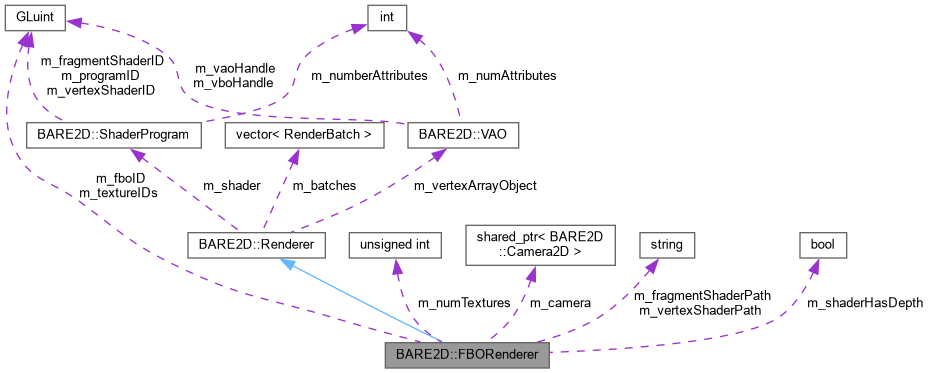 GLuint
int
m_fragmentShaderID
m_programID
m_vertexShaderID
m_vaoHandle
m_vboHandle
m_numberAttributes
m_numAttributes
BARE2D::ShaderProgram
vector< RenderBatch >
BARE2D::VAO
m_fboID
m_textureIDs
m_shader
m_batches
m_vertexArrayObject
BARE2D::Renderer
unsigned int
shared_ptr< BARE2D
::Camera2D >
string
bool
m_numTextures
m_camera
m_fragmentShaderPath
m_vertexShaderPath
m_shaderHasDepth
BARE2D::FBORenderer